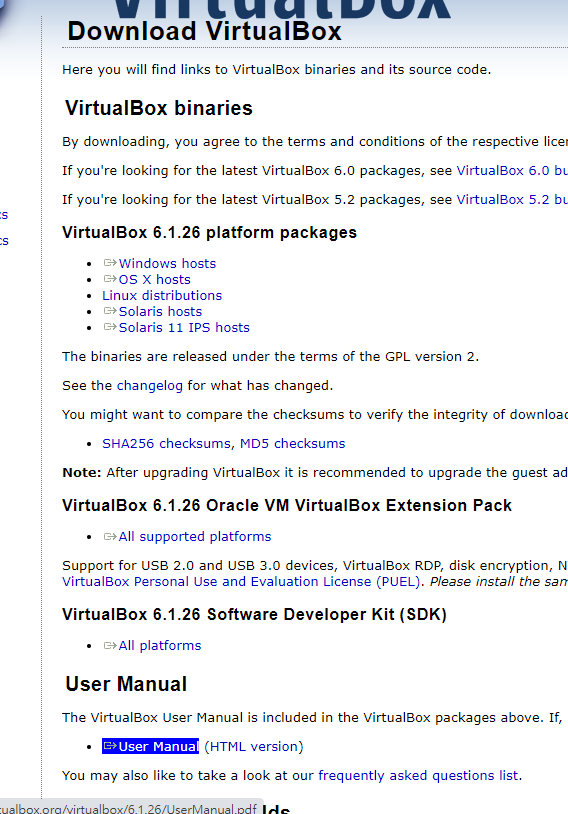 VirtualBox
Download VirtualBox
Here you will find links to VirtualBox binaries and its source code.
VirtualBox binaries
By downloading, you agree to the terms and conditions of the respective
If you're looking for the latest VirtualBox 6.0 packages, see VirtualBox 6.0
If you're looking for the latest VirtualBox 5.2 packages, see VirtualBox 5.2
VirtualBox 6.1.26 platform packages
Windows hosts
OS X hosts
Linux distributions
Solaris hosts
Solaris 11 IPS hosts
The binaries are released under the terms of the GPL version 2.
See the changelog for what has changed.
You might want to compare the checksums to verify the integrity of
SHA256 checksums, MD5 checksums
Note: After upgrading VirtualBox it is recommended to upgrade the guest
VirtualBox 6.1.26 Oracle VM VirtualBox Extension Pack
All supported platforms
Support for USB 2.0 and USB 3.0 devices, VirtualBox RDP, disk encryption,
VirtualBox Personal Use and Evaluation License (PUEL). Please install the
VirtualBox 6.1.26 Software Developer Kit (SDK)
All platforms
User Manual
The VirtualBox User Manual is included in the VirtualBox packages above. If,
User Manual (HTML version)
You may also like to take a look at our frequently asked questions list.
tualbox.org/virtualbox/6.1.26/UserManual.pdf